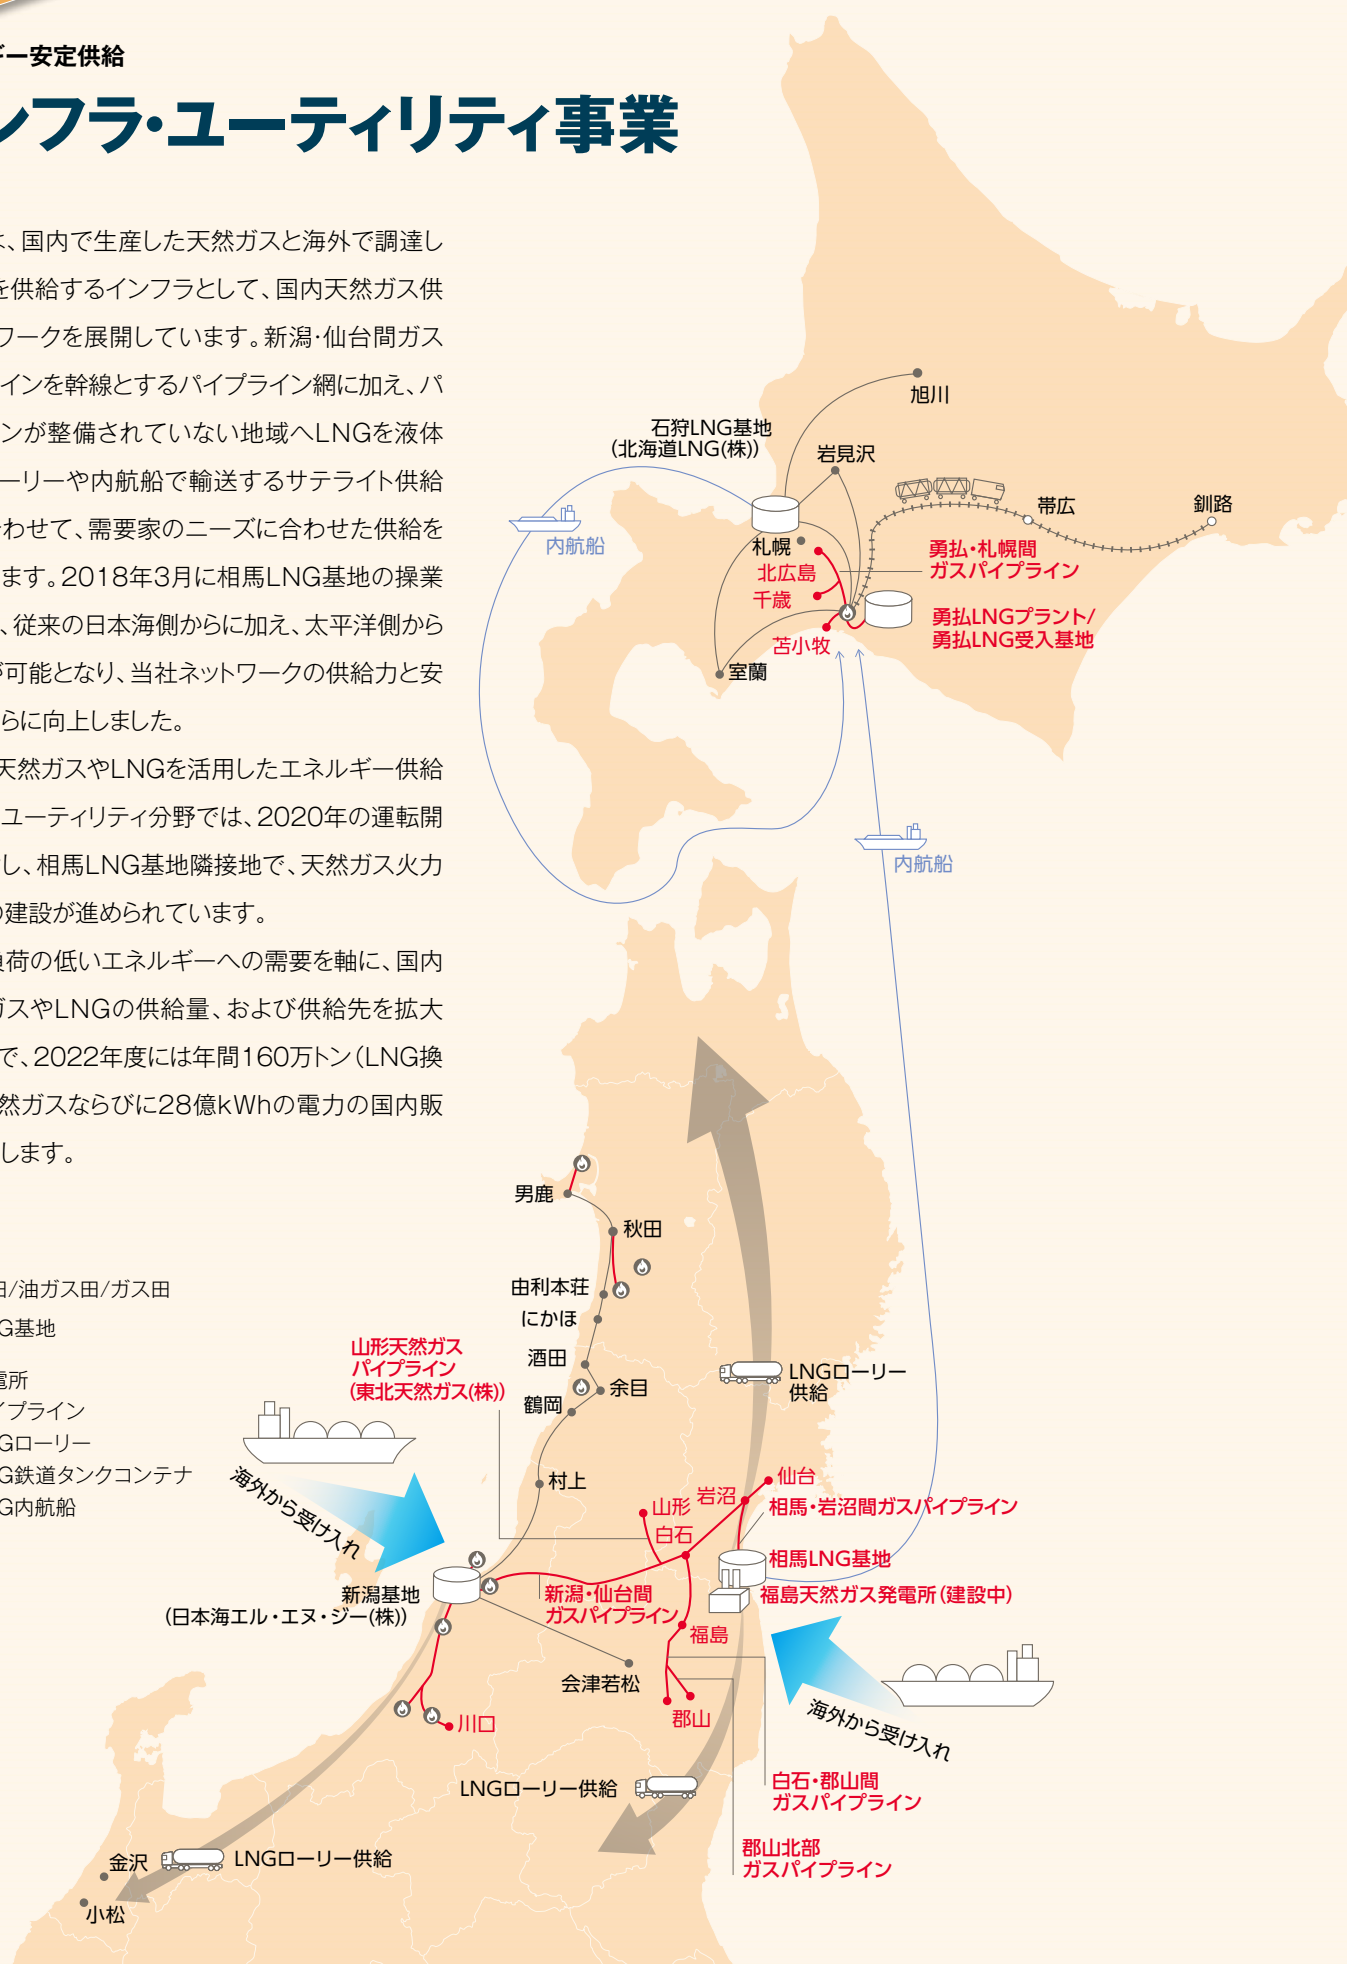 ギー安定供給
ンフラ・ユーティリティ事業
は、国内で生産した天然ガスと海外で調達し
を供給するインフラとして、国内天然ガス供
ワークを展開しています。新潟・仙台間ガス
インを幹線とするパイプライン網に加え、パ
ンが整備されていない地域へLNGを液体
ーリーや内航船で輸送するサテライト供給
わせて、需要家のニーズに合わせた供給を
ます。2018年3月に相馬LNG基地の操業
、従来の日本海側からに加え、太平洋側から
が可能となり、当社ネットワークの供給力と安
らに向上しました。
天然ガスやLNGを活用したエネルギー供給
ユーティリティ分野では、2020年の運転開
し、相馬LNG基地隣接地で、天然ガス火力
の建設が進められています。
負荷の低いエネルギーへの需要を軸に、国内
ガスやLNGの供給量、および供給先を拡大
で、2022年度には年間160万トン（LNG換
然ガスならびに28億kWhの電力の国内販
します。
田/油ガス田/ガス田
G基地
電所
イプライン
Gローリー
G鉄道タンクコンテナ
G内航船
旭川
石狩LNG基地
（北海道LNG(株)）
岩見沢
帯広
釧路
内航船
札幌
北広島
千歳
勇払・札幌間
ガスパイプライン
勇払LNGプラント/
勇払LNG受入基地
苫小牧
室蘭
内航船
男鹿
秋田
由利本荘
にかほ
酒田
余目
鶴岡
村上
山形天然ガス
パイプライン
（東北天然ガス(株)）
LNGローリー
供給
海外から受け入れ
仙台
岩沼
山形
白石
相馬・岩沼間ガスパイプライン
相馬LNG基地
福島天然ガス発電所（建設中）
新潟基地
（日本海エル・エヌ・ジー(株)）
新潟・仙台間
ガスパイプライン
福島
会津若松
郡山
川口
海外から受け入れ
LNGローリー供給
白石・郡山間
ガスパイプライン
郡山北部
ガスパイプライン
金沢
LNGローリー供給
小松